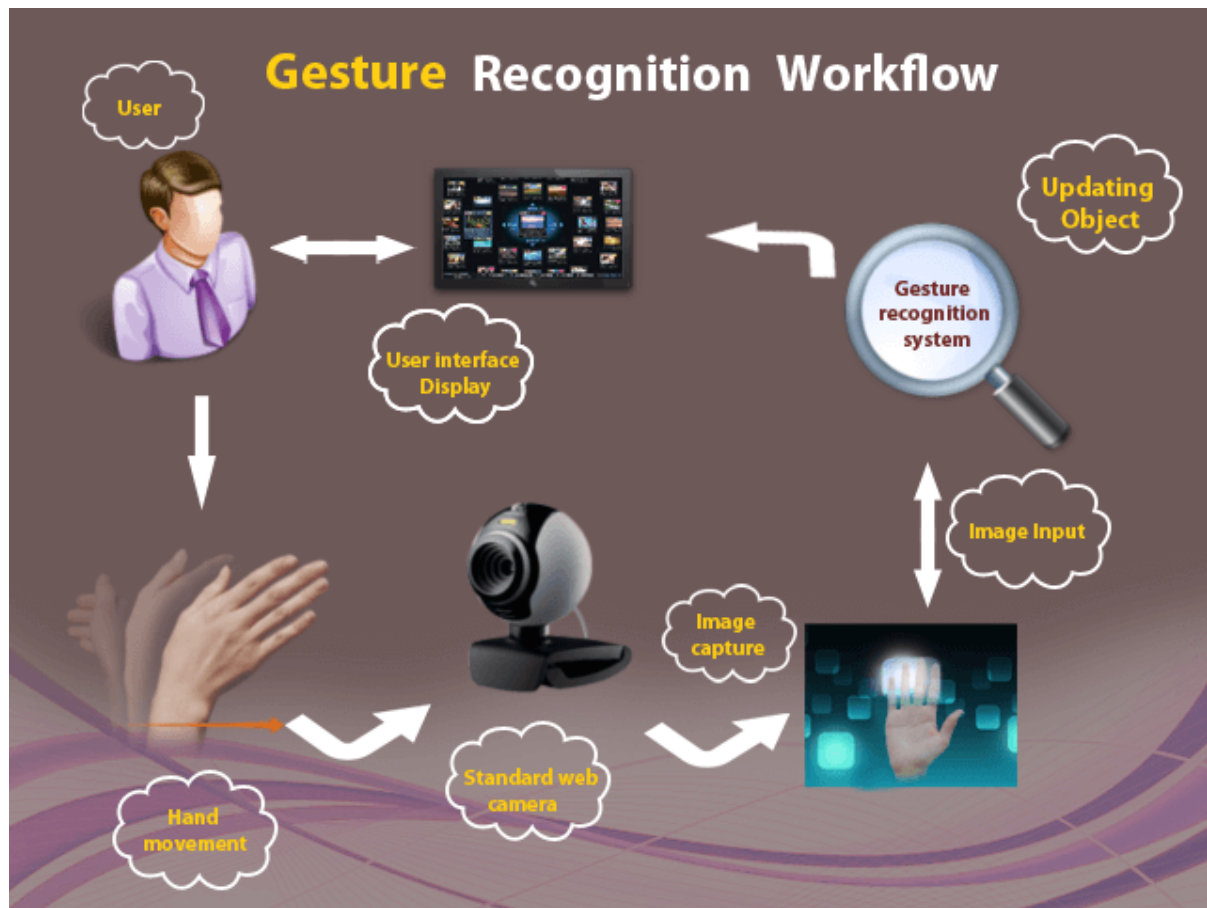 Gesture Recognition Workflow
User
Updating
Object
Gesture
recognition
system
User interface
Display
Image Input
Image
capture
Standard web
camera
Hand
movement